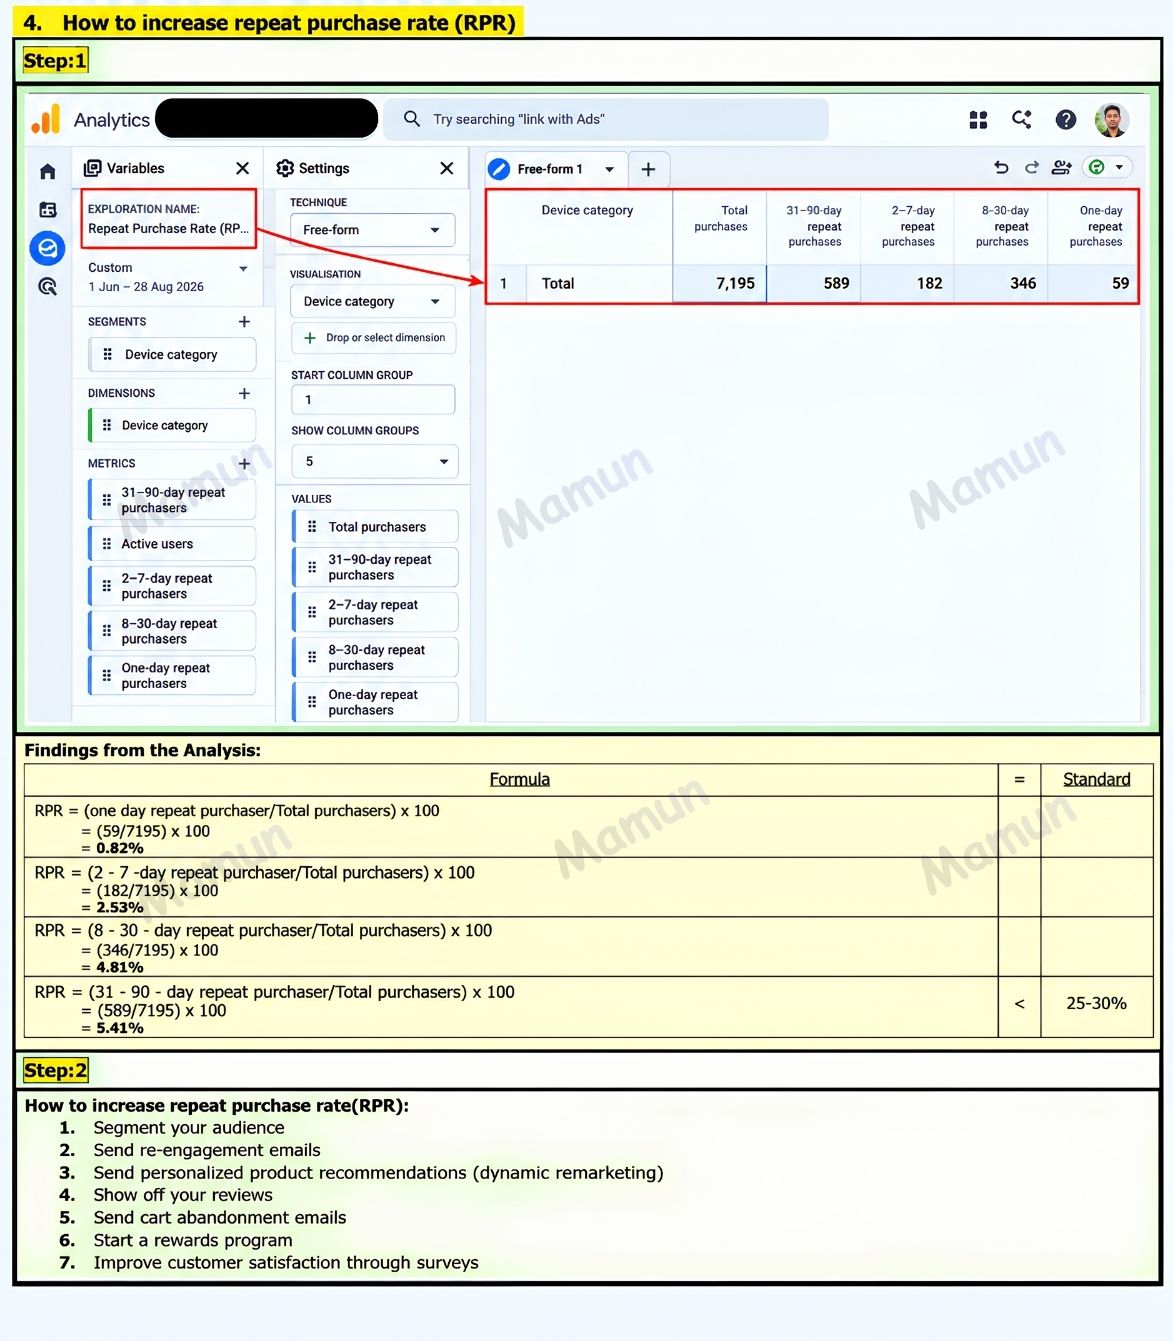 4. How to increase repeat purchase rate (RPR)
Step:1
Analytics
Try searching "link with Ads"
Variables
Settings
Free-form 1
EXPLORATION NAME:
Repeat Purchase Rate (RP...
Custom
1 Jun – 28 Aug 2026
SEGMENTS
Device category
DIMENSIONS
Device category
METRICS
31–90-day repeat
purchasers
Active users
2–7-day repeat
purchasers
8–30-day repeat
purchasers
One-day repeat
purchasers
TECHNIQUE
Free-form
VISUALISATION
Device category
Drop or select dimension
START COLUMN GROUP
1
SHOW COLUMN GROUPS
5
VALUES
Total purchasers
31–90-day repeat
purchasers
2–7-day repeat
purchasers
8–30-day repeat
purchasers
One-day repeat
purchasers
Device category
Total
purchases
31–90-day
repeat
purchases
2–7-day
repeat
purchases
8-30-day
repeat
purchases
One-day
repeat
purchases
1 Total 7,195 589 182 346 59
Mamun
Mamun
Mamun
Findings from the Analysis:
Formula = Standard
RPR = (one day repeat purchaser/Total purchasers) x 100
= (59/7195) x 100
= 0.82%
RPR = (2 - 7 -day repeat purchaser/Total purchasers) x 100
= (182/7195) x 100
= 2.53%
RPR = (8 - 30 - day repeat purchaser/Total purchasers) x 100
= (346/7195) x 100
= 4.81%
RPR = (31 - 90 - day repeat purchaser/Total purchasers) x 100
= (589/7195) x 100
= 5.41%
< 25-30%
Mamun
Mamun
Mamun
Step:2
How to increase repeat purchase rate(RPR):
1. Segment your audience
2. Send re-engagement emails
3. Send personalized product recommendations (dynamic remarketing)
4. Show off your reviews
5. Send cart abandonment emails
6. Start a rewards program
7. Improve customer satisfaction through surveys